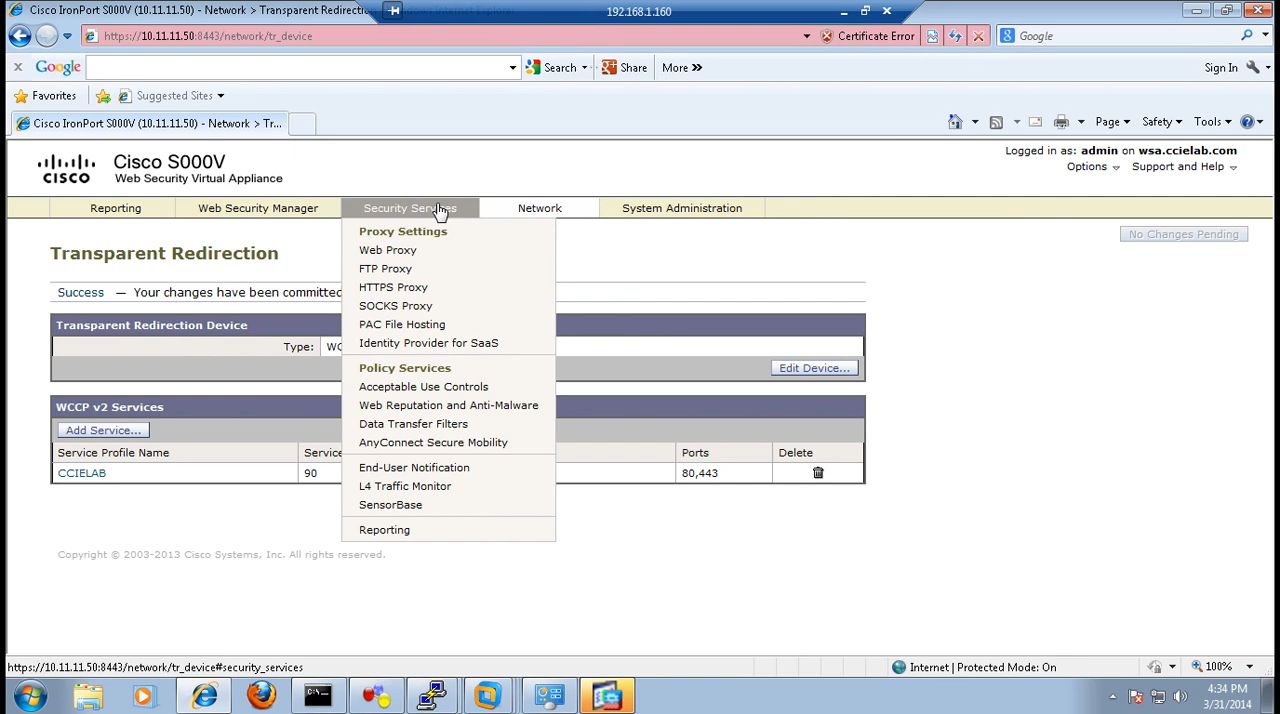 Cisco IronPort S000V (10.11.11.50) - Network > Transparent Redirectio
192.168.1.160
https://10.11.11.50:8443/network/tr_device
Certificate Error
Google
Google
Search
Share
More »
Sign In
Favorites
Suggested Sites
Cisco IronPort S000V (10.11.11.50) - Network > Tr...
Page
Safety
Tools
CISCO
Cisco S000V
Web Security Virtual Appliance
Logged in as: admin on wsa.ccielab.com
Options
Support and Help
Reporting
Web Security Manager
Security Services
Network
System Administration
No Changes Pending
Transparent Redirection
Success — Your changes have been committed
Transparent Redirection Device
Type: WC
Edit Device...
WCCP v2 Services
Add Service...
Service Profile Name
Service
Ports
Delete
CCIELAB
90
80,443
Proxy Settings
Web Proxy
FTP Proxy
HTTPS Proxy
SOCKS Proxy
PAC File Hosting
Identity Provider for SaaS
Policy Services
Acceptable Use Controls
Web Reputation and Anti-Malware
Data Transfer Filters
AnyConnect Secure Mobility
End-User Notification
L4 Traffic Monitor
SensorBase
Reporting
Copyright © 2003-2013 Cisco Systems, Inc. All rights reserved.
https://10.11.11.50:8443/network/tr_device#security_services
Internet | Protected Mode: On
100%
4:34 PM
3/31/2014